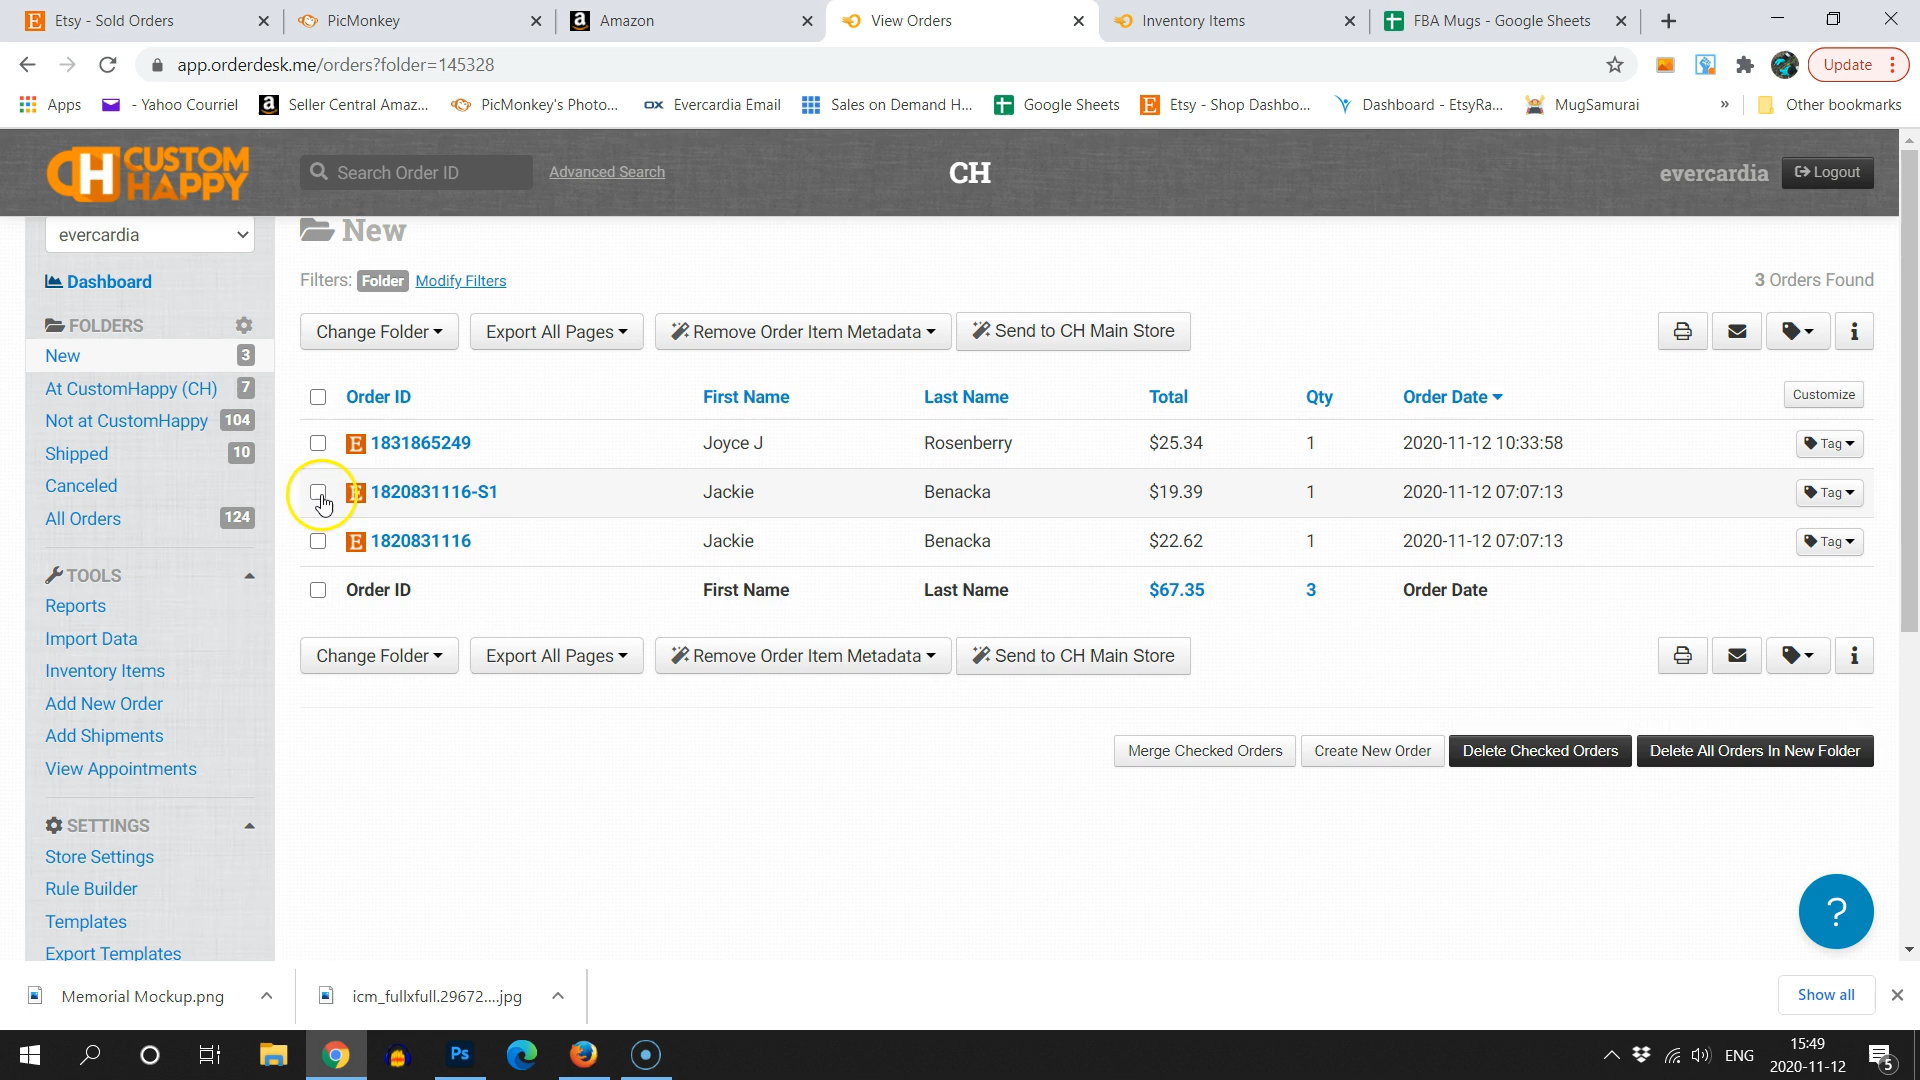 Etsy - Sold Orders
PicMonkey
Amazon
View Orders
Inventory Items
FBA Mugs - Google Sheets
app.orderdesk.me/orders?folder=145328
Update
Apps
- Yahoo Courriel
Seller Central Amaz...
PicMonkey's Photo...
Evercardia Email
Sales on Demand H...
Google Sheets
Etsy - Shop Dashbo...
Dashboard - EtsyRa...
MugSamurai
»
Other bookmarks
CH CUSTOM HAPPY
Search Order ID
Advanced Search
CH
evercardia
Logout
evercardia
Dashboard
FOLDERS
New 3
At CustomHappy (CH) 7
Not at CustomHappy 104
Shipped 10
Canceled
All Orders 124
TOOLS
Reports
Import Data
Inventory Items
Add New Order
Add Shipments
View Appointments
SETTINGS
Store Settings
Rule Builder
Templates
Export Templates
New
Filters: Folder Modify Filters
3 Orders Found
Change Folder Export All Pages Remove Order Item Metadata Send to CH Main Store
Order ID First Name Last Name Total Qty Order Date Customize
E 1831865249 Joyce J Rosenberry $25.34 1 2020-11-12 10:33:58 Tag
E 1820831116-S1 Jackie Benacka $19.39 1 2020-11-12 07:07:13 Tag
E 1820831116 Jackie Benacka $22.62 1 2020-11-12 07:07:13 Tag
Order ID First Name Last Name $67.35 3 Order Date
Change Folder Export All Pages Remove Order Item Metadata Send to CH Main Store
Merge Checked Orders Create New Order Delete Checked Orders Delete All Orders In New Folder
?
Memorial Mockup.png
icm_fullxfull.29672....jpg
Show all
Ps
ENG
15:49
2020-11-12
5